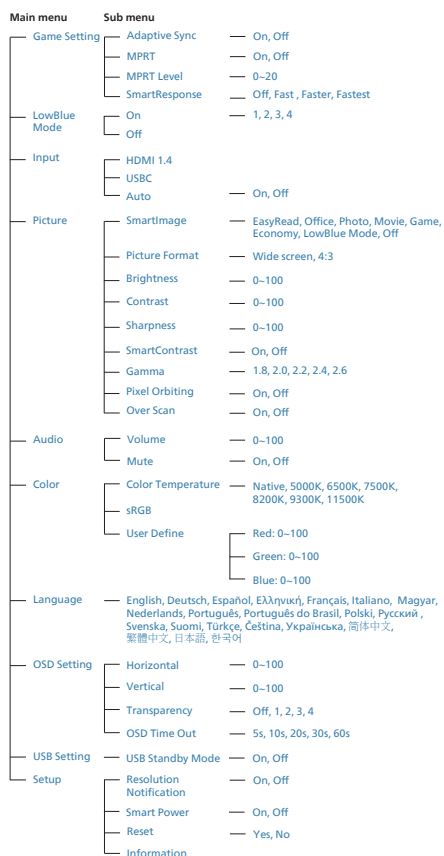 Main menu Sub menu
Game Setting Adaptive Sync On, Off
MPRT On, Off
MPRT Level 0~20
SmartResponse Off, Fast , Faster, Fastest
LowBlue On 1, 2, 3, 4
Mode
Off
Input HDMI 1.4
USBC
Auto On, Off
Picture SmartImage EasyRead, Office, Photo, Movie, Game,
Economy, LowBlue Mode, Off
Picture Format Wide screen, 4:3
Brightness 0~100
Contrast 0~100
Sharpness 0~100
SmartContrast On, Off
Gamma 1.8, 2.0, 2.2, 2.4, 2.6
Pixel Orbiting On, Off
Over Scan On, Off
Audio Volume 0~100
Mute On, Off
Color Color Temperature Native, 5000K, 6500K, 7500K,
8200K, 9300K, 11500K
sRGB
User Define Red: 0~100
Green: 0~100
Blue: 0~100
Language English, Deutsch, Español, Ελληνική, Français, Italiano, Magyar,
Nederlands, Português, Português do Brasil, Polski, Русский ,
Svenska, Suomi, Türkçe, Čeština, Українська, 简体中文,
繁體中文, 日本語, 한국어
OSD Setting Horizontal 0~100
Vertical 0~100
Transparency Off, 1, 2, 3, 4
OSD Time Out 5s, 10s, 20s, 30s, 60s
USB Setting USB Standby Mode On, Off
Setup Resolution On, Off
Notification
Smart Power On, Off
Reset Yes, No
Information